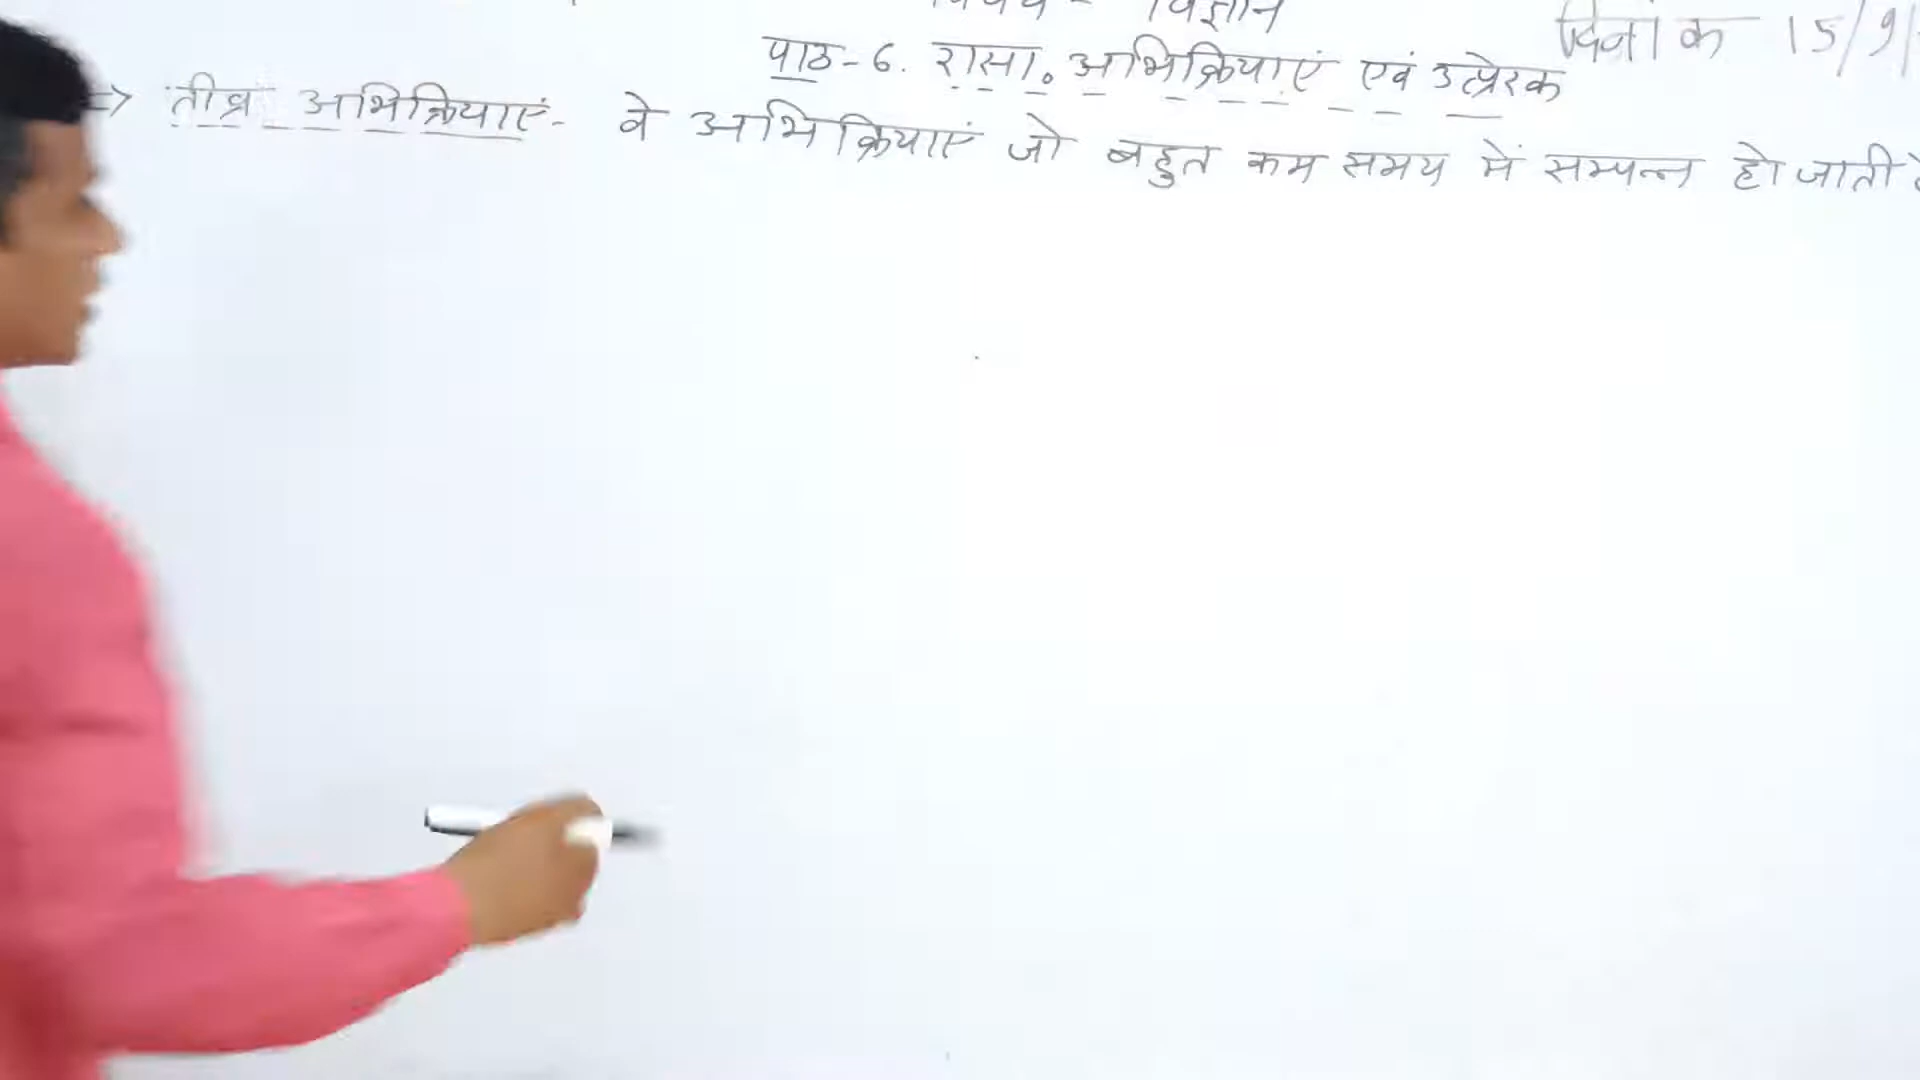 विषय - विज्ञान
दिनांक 15/9/
पाठ-6. रासा. अभिक्रियाएं एवं उत्प्रेरक
=> तीव्र अभिक्रियाएं- वे अभिक्रियाएं जो बहुत कम समय में सम्पन्न हो जाती